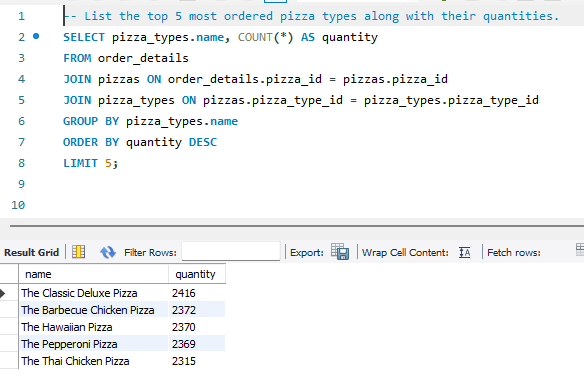 1 -- List the top 5 most ordered pizza types along with their quantities.
2 SELECT pizza_types.name, COUNT(*) AS quantity
3 FROM order_details
4 JOIN pizzas ON order_details.pizza_id = pizzas.pizza_id
5 JOIN pizza_types ON pizzas.pizza_type_id = pizza_types.pizza_type_id
6 GROUP BY pizza_types.name
7 ORDER BY quantity DESC
8 LIMIT 5;
9
10
Result Grid Filter Rows: Export: Wrap Cell Content: IA Fetch rows:
name quantity
The Classic Deluxe Pizza 2416
The Barbecue Chicken Pizza 2372
The Hawaiian Pizza 2370
The Pepperoni Pizza 2369
The Thai Chicken Pizza 2315